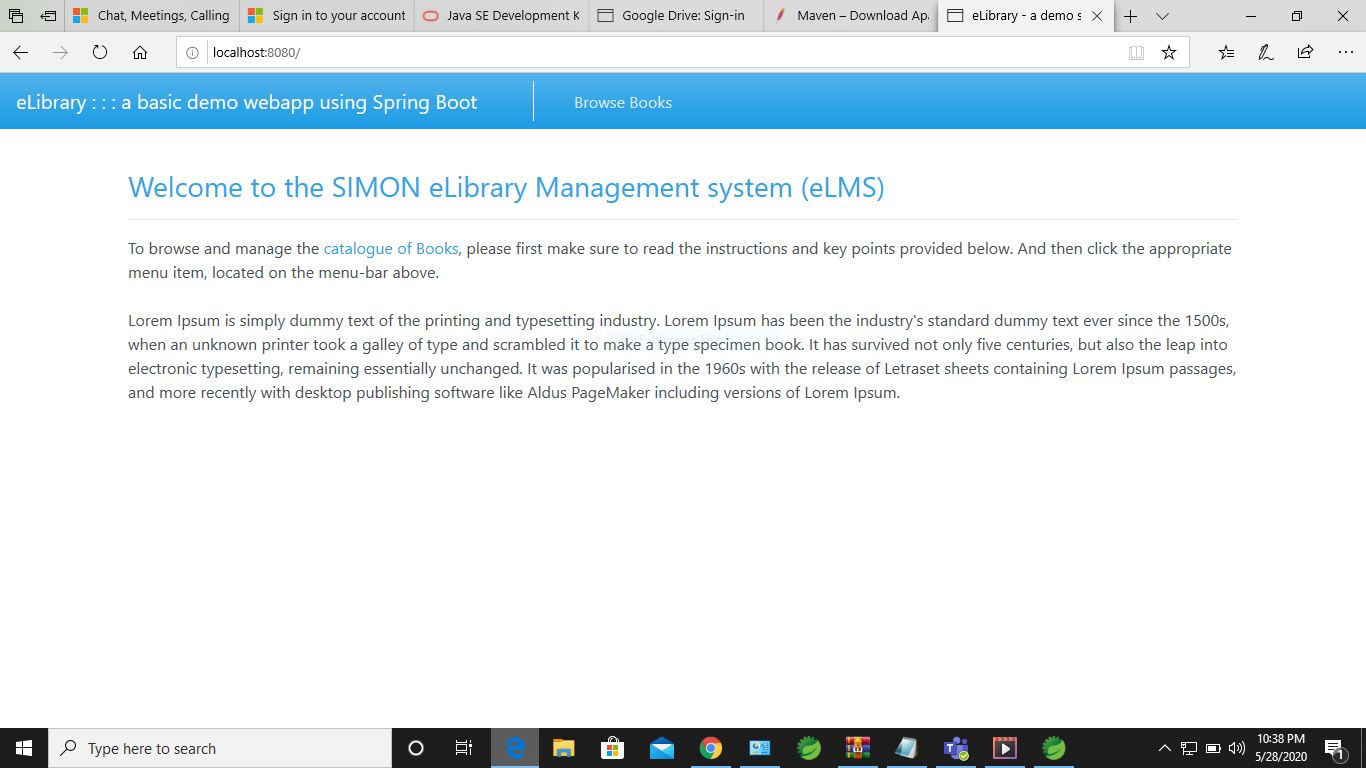 Chat, Meetings, Calling
Sign in to your account
Java SE Development K
Google Drive: Sign-in
Maven – Download Apa
eLibrary - a demo s
localhost:8080/
eLibrary : : : a basic demo webapp using Spring Boot
Browse Books
Welcome to the SIMON eLibrary Management system (eLMS)
To browse and manage the catalogue of Books, please first make sure to read the instructions and key points provided below. And then click the appropriate
menu item, located on the menu-bar above.
Lorem Ipsum is simply dummy text of the printing and typesetting industry. Lorem Ipsum has been the industry's standard dummy text ever since the 1500s,
when an unknown printer took a galley of type and scrambled it to make a type specimen book. It has survived not only five centuries, but also the leap into
electronic typesetting, remaining essentially unchanged. It was popularised in the 1960s with the release of Letraset sheets containing Lorem Ipsum passages,
and more recently with desktop publishing software like Aldus PageMaker including versions of Lorem Ipsum.
Type here to search
10:38 PM
5/28/2020
1